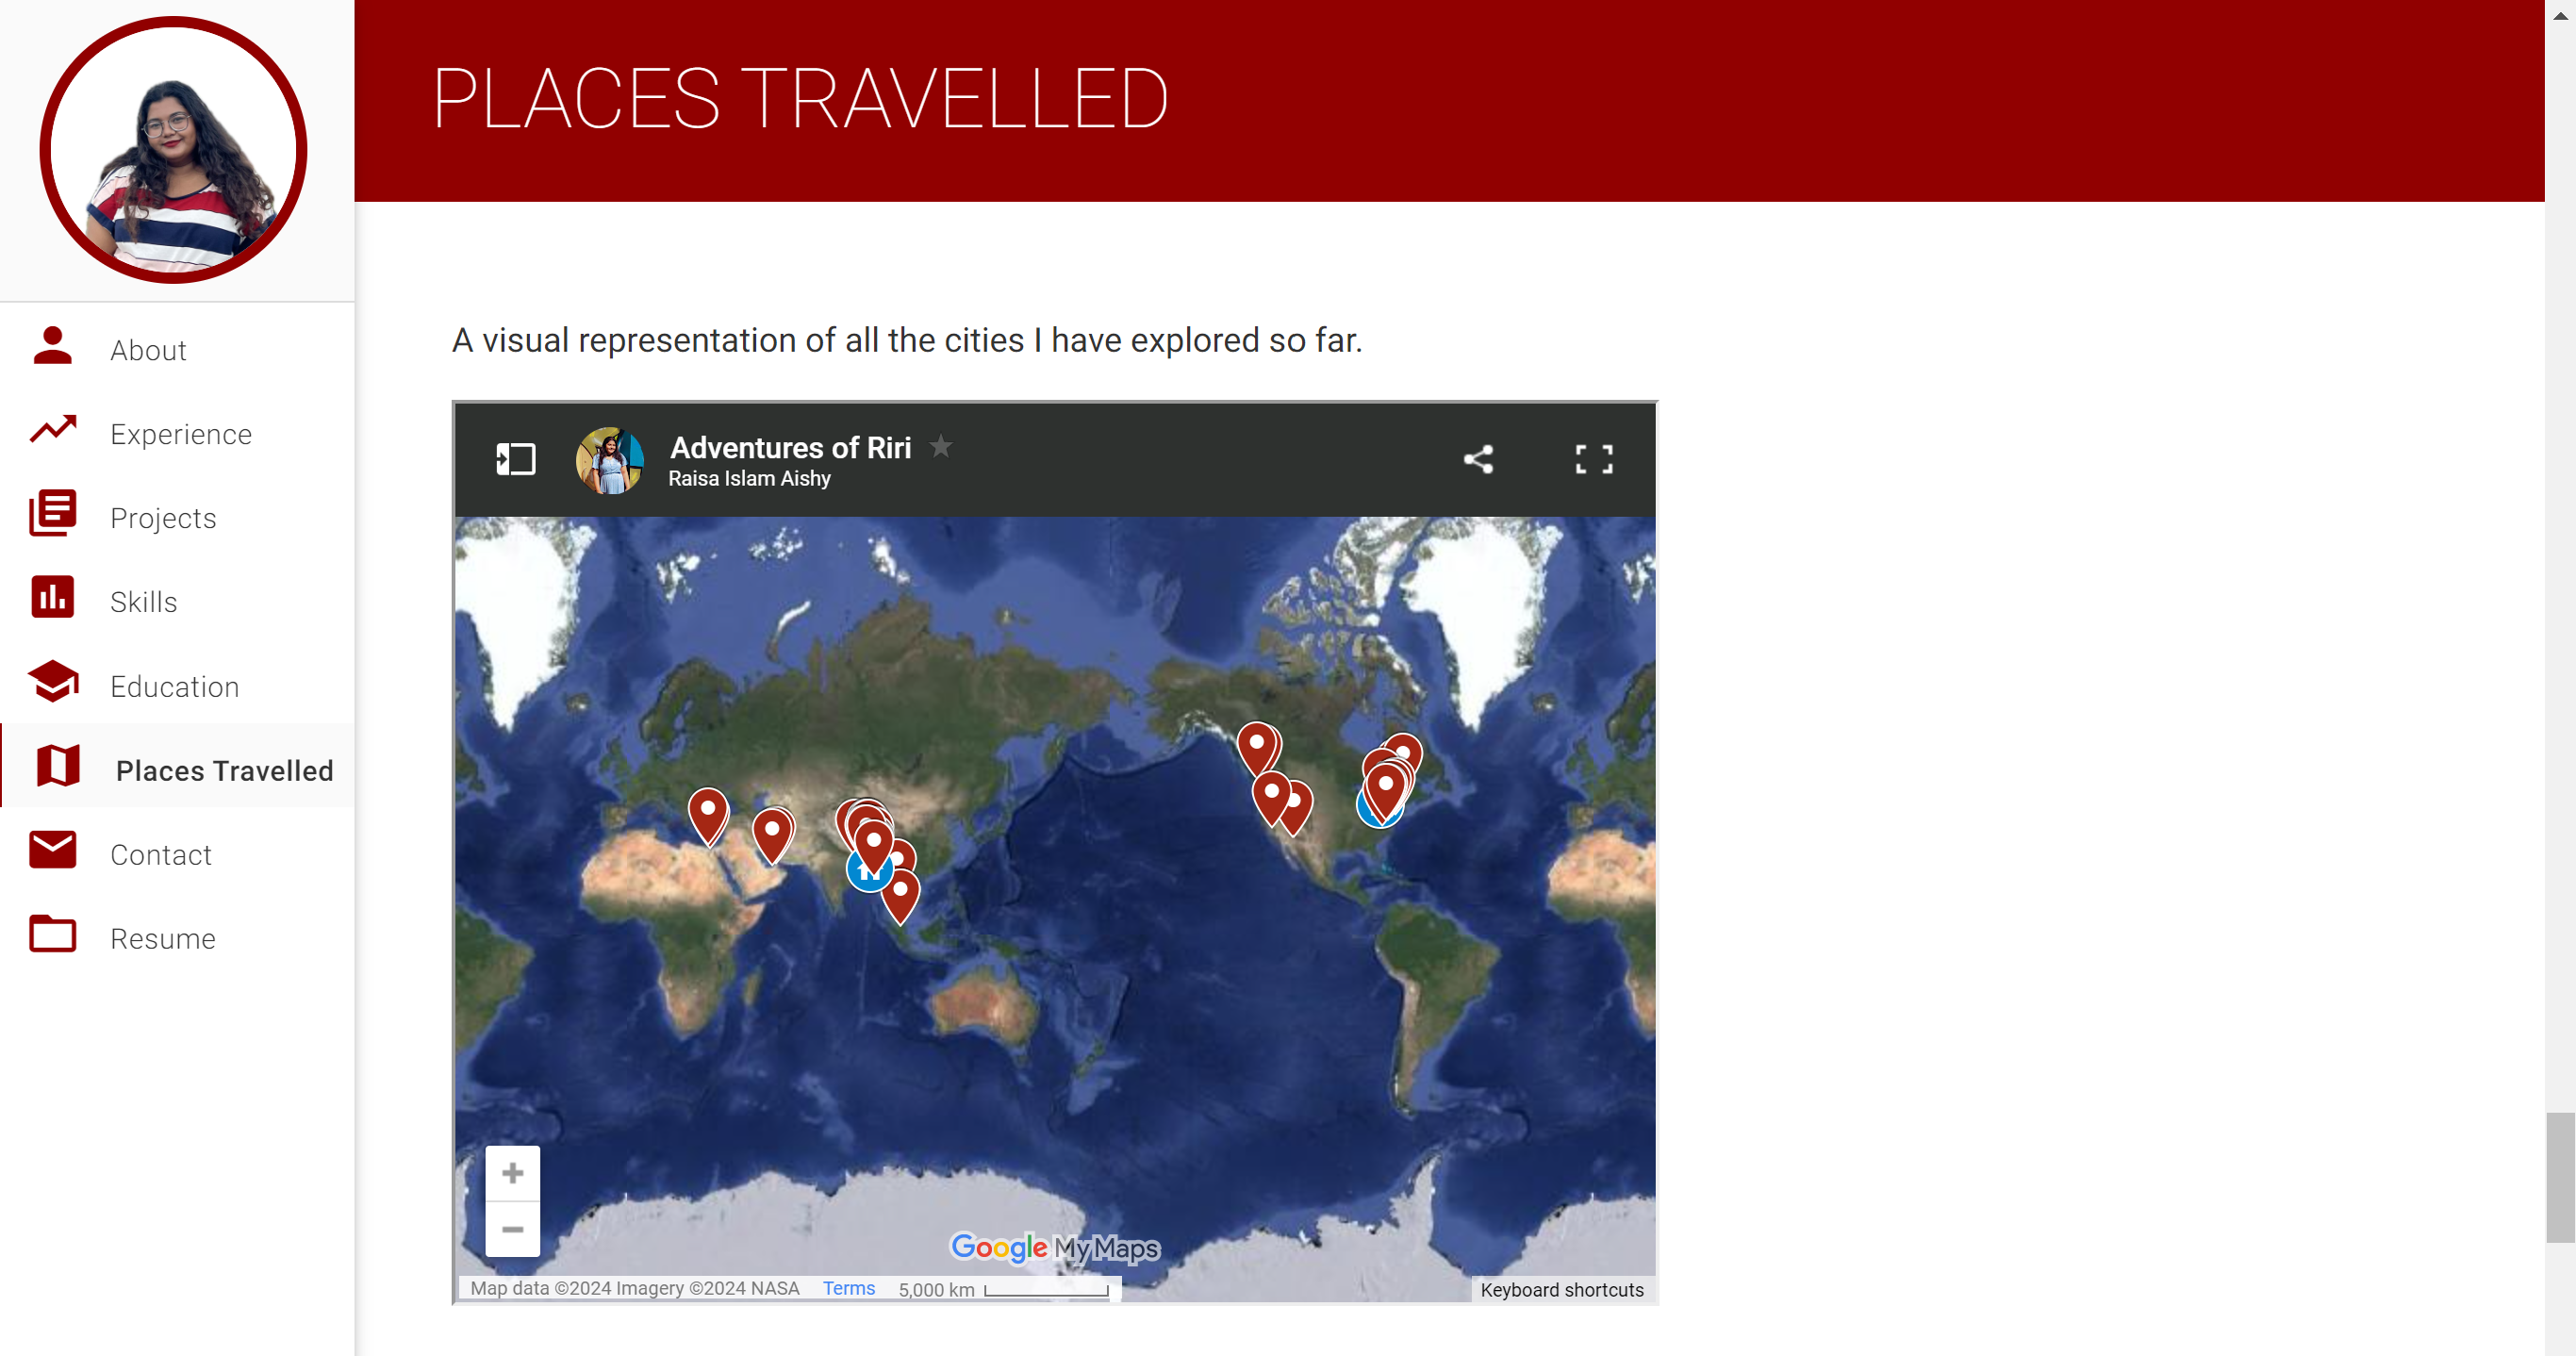 PLACES TRAVELLED
About
Experience
Projects
Skills
Education
Places Travelled
Contact
Resume
A visual representation of all the cities I have explored so far.
Adventures of Riri
Raisa Islam Aishy
Google My Maps
Map data ©2024 Imagery ©2024 NASA Terms 5,000 km Keyboard shortcuts